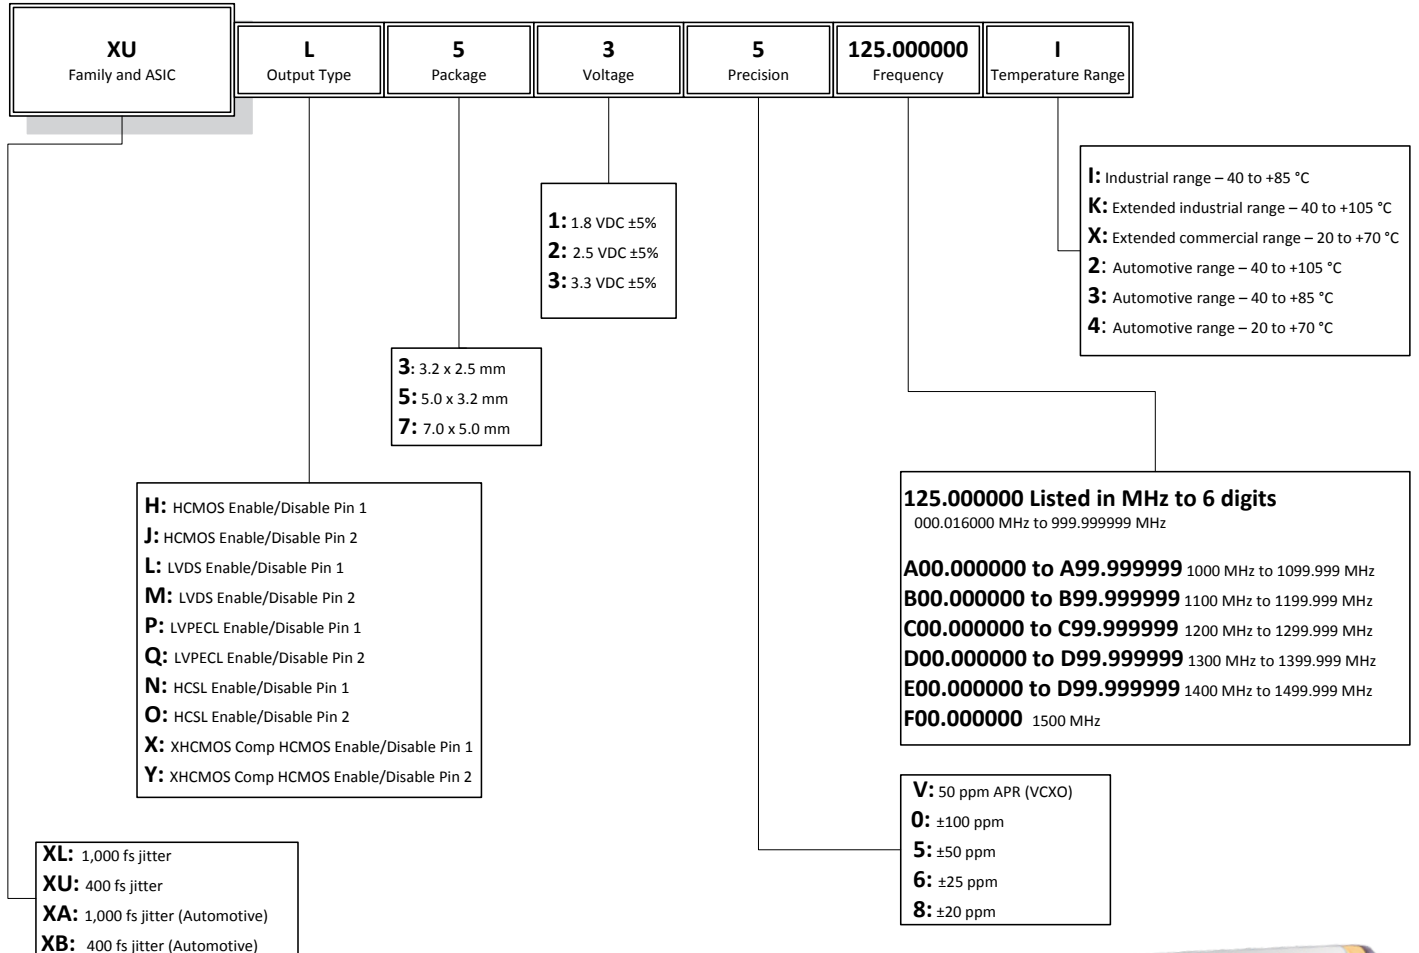 XU
Family and ASIC
L
Output Type
5
Package
3
Voltage
5
Precision
125.000000
Frequency
I
Temperature Range
I: Industrial range – 40 to +85 °C
K: Extended industrial range – 40 to +105 °C
X: Extended commercial range – 20 to +70 °C
2: Automotive range – 40 to +105 °C
3: Automotive range – 40 to +85 °C
4: Automotive range – 20 to +70 °C
1: 1.8 VDC ±5%
2: 2.5 VDC ±5%
3: 3.3 VDC ±5%
3: 3.2 x 2.5 mm
5: 5.0 x 3.2 mm
7: 7.0 x 5.0 mm
H: HCMOS Enable/Disable Pin 1
J: HCMOS Enable/Disable Pin 2
L: LVDS Enable/Disable Pin 1
M: LVDS Enable/Disable Pin 2
P: LVPECL Enable/Disable Pin 1
Q: LVPECL Enable/Disable Pin 2
N: HCSL Enable/Disable Pin 1
O: HCSL Enable/Disable Pin 2
X: XHCMOS Comp HCMOS Enable/Disable Pin 1
Y: XHCMOS Comp HCMOS Enable/Disable Pin 2
125.000000 Listed in MHz to 6 digits
000.016000 MHz to 999.999999 MHz
A00.000000 to A99.999999 1000 MHz to 1099.999 MHz
B00.000000 to B99.999999 1100 MHz to 1199.999 MHz
C00.000000 to C99.999999 1200 MHz to 1299.999 MHz
D00.000000 to D99.999999 1300 MHz to 1399.999 MHz
E00.000000 to D99.999999 1400 MHz to 1499.999 MHz
F00.000000 1500 MHz
V: 50 ppm APR (VCXO)
0: ±100 ppm
5: ±50 ppm
6: ±25 ppm
8: ±20 ppm
XL: 1,000 fs jitter
XU: 400 fs jitter
XA: 1,000 fs jitter (Automotive)
XB: 400 fs jitter (Automotive)